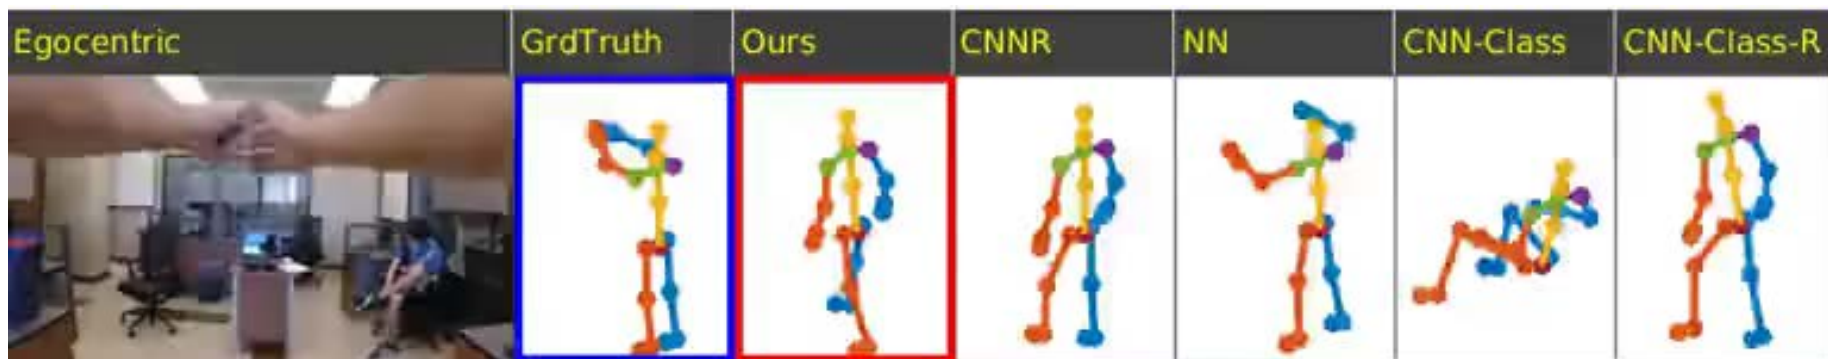 Egocentric
GrdTruth
Ours
CNNR
NN
CNN-Class
CNN-Class-R